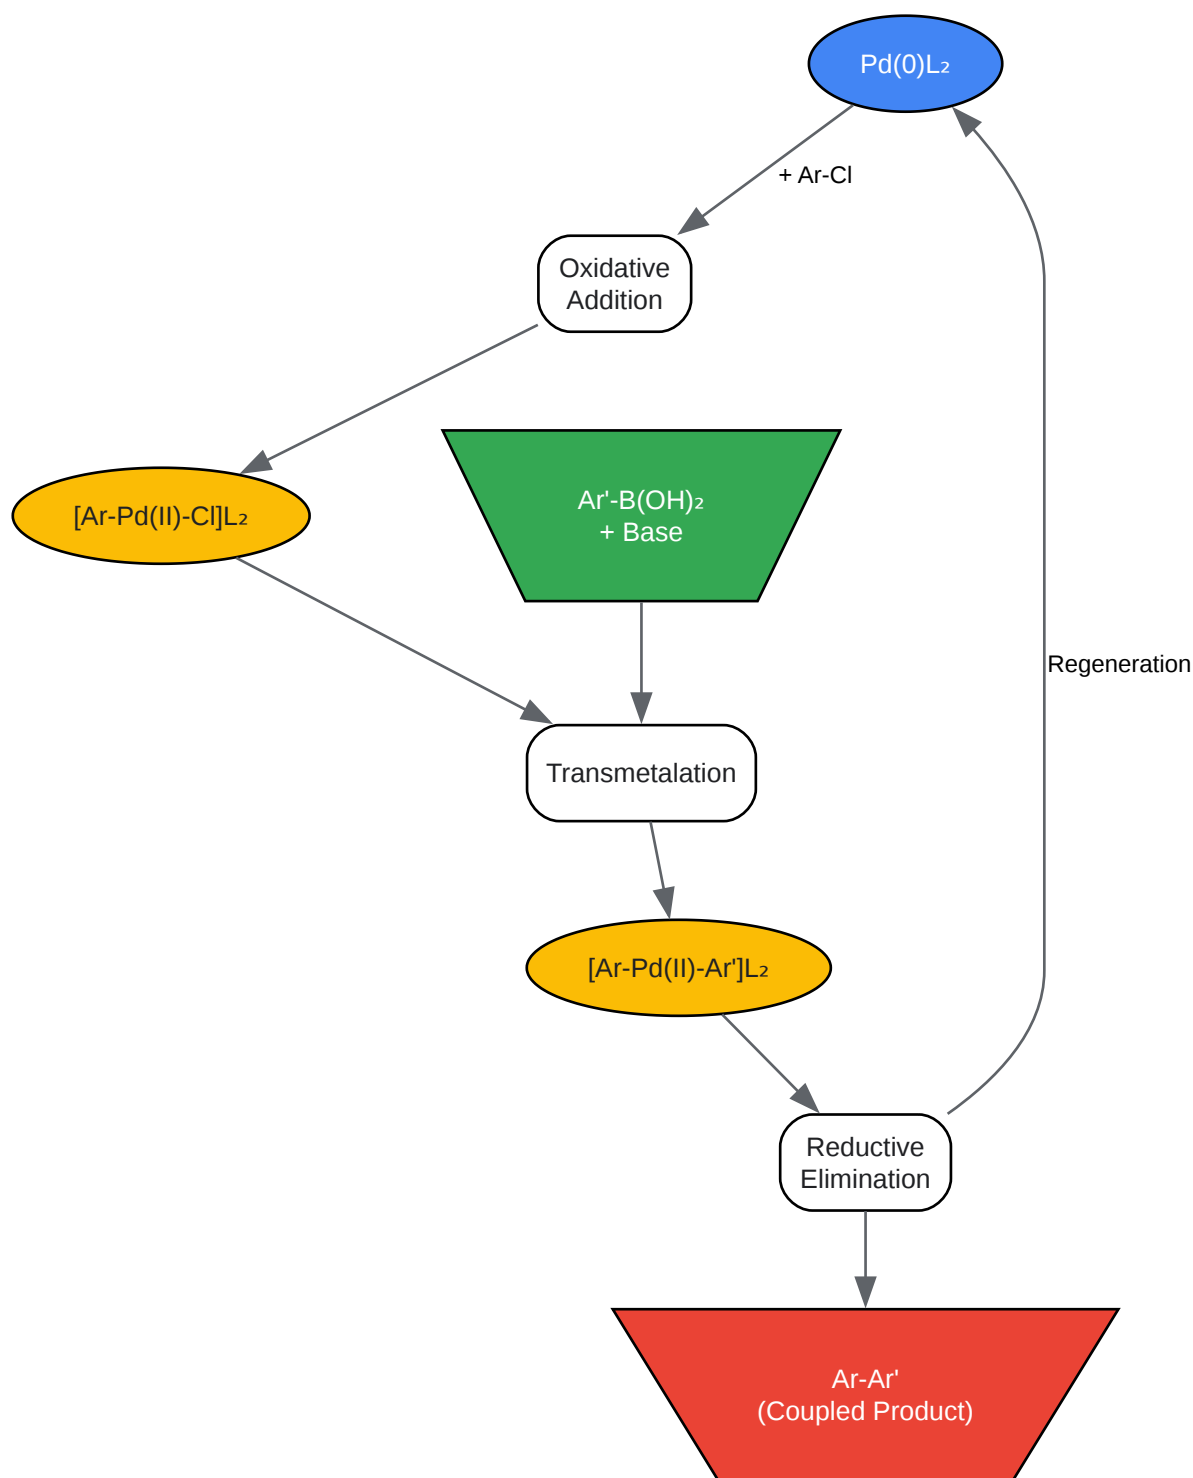 Pd(0)L₂
+ Ar-Cl
Oxidative
Addition
[Ar-Pd(II)-Cl]L₂
Ar'-B(OH)₂
+ Base
Regeneration
Transmetalation
[Ar-Pd(II)-Ar']L₂
Reductive
Elimination
Ar-Ar'
(Coupled Product)